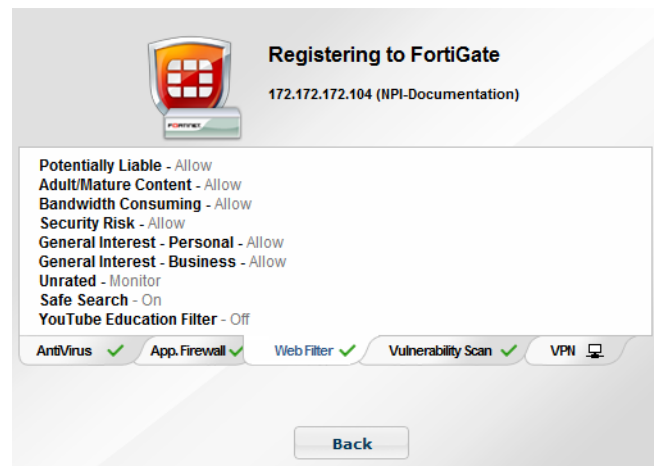 Registering to FortiGate
172.172.172.104 (NPI-Documentation)
FORTINET
Potentially Liable - Allow
Adult/Mature Content - Allow
Bandwidth Consuming - Allow
Security Risk - Allow
General Interest - Personal - Allow
General Interest - Business - Allow
Unrated - Monitor
Safe Search - On
YouTube Education Filter - Off
AntiVirus App. Firewall Web Filter Vulnerability Scan VPN
Back